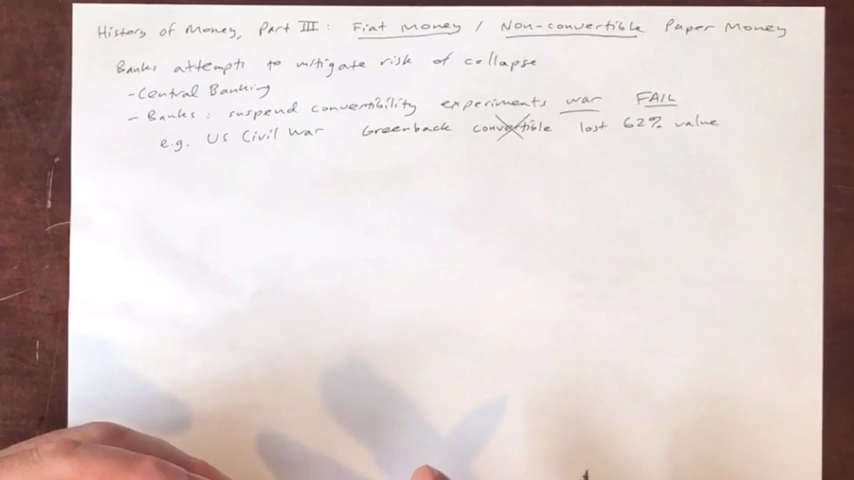 History of Money, Part III: Fiat Money / Non-convertible Paper Money
Banks attempts to mitigate risk of collapse
- Central Banking
- Banks: suspend convertibility experiments war FAIL
e.g. US Civil War Greenback convertible lost 62% value